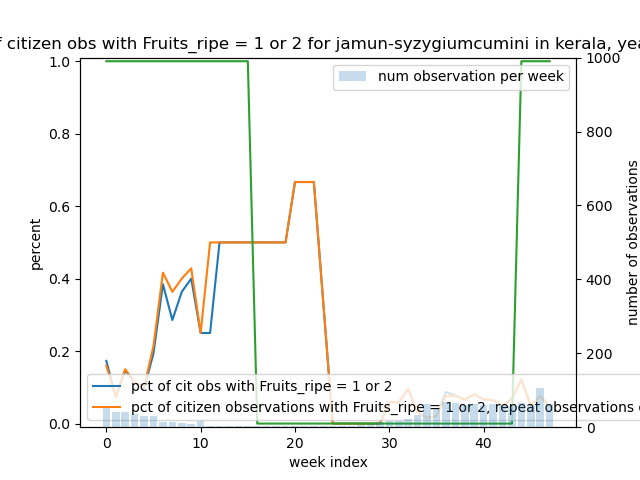 citizen obs with Fruits_ripe = 1 or 2 for jamun-syzygiumcumini in kerala,
num observation per week
1.0
0.8
0.6
0.4
0.2
0.0
percent
1000
800
600
400
200
0
number of observations
pct of cit obs with Fruits_ripe = 1 or 2
pct of citizen observations with Fruits_ripe = 1 or 2, repeat observations
0 10 20 30 40
week index